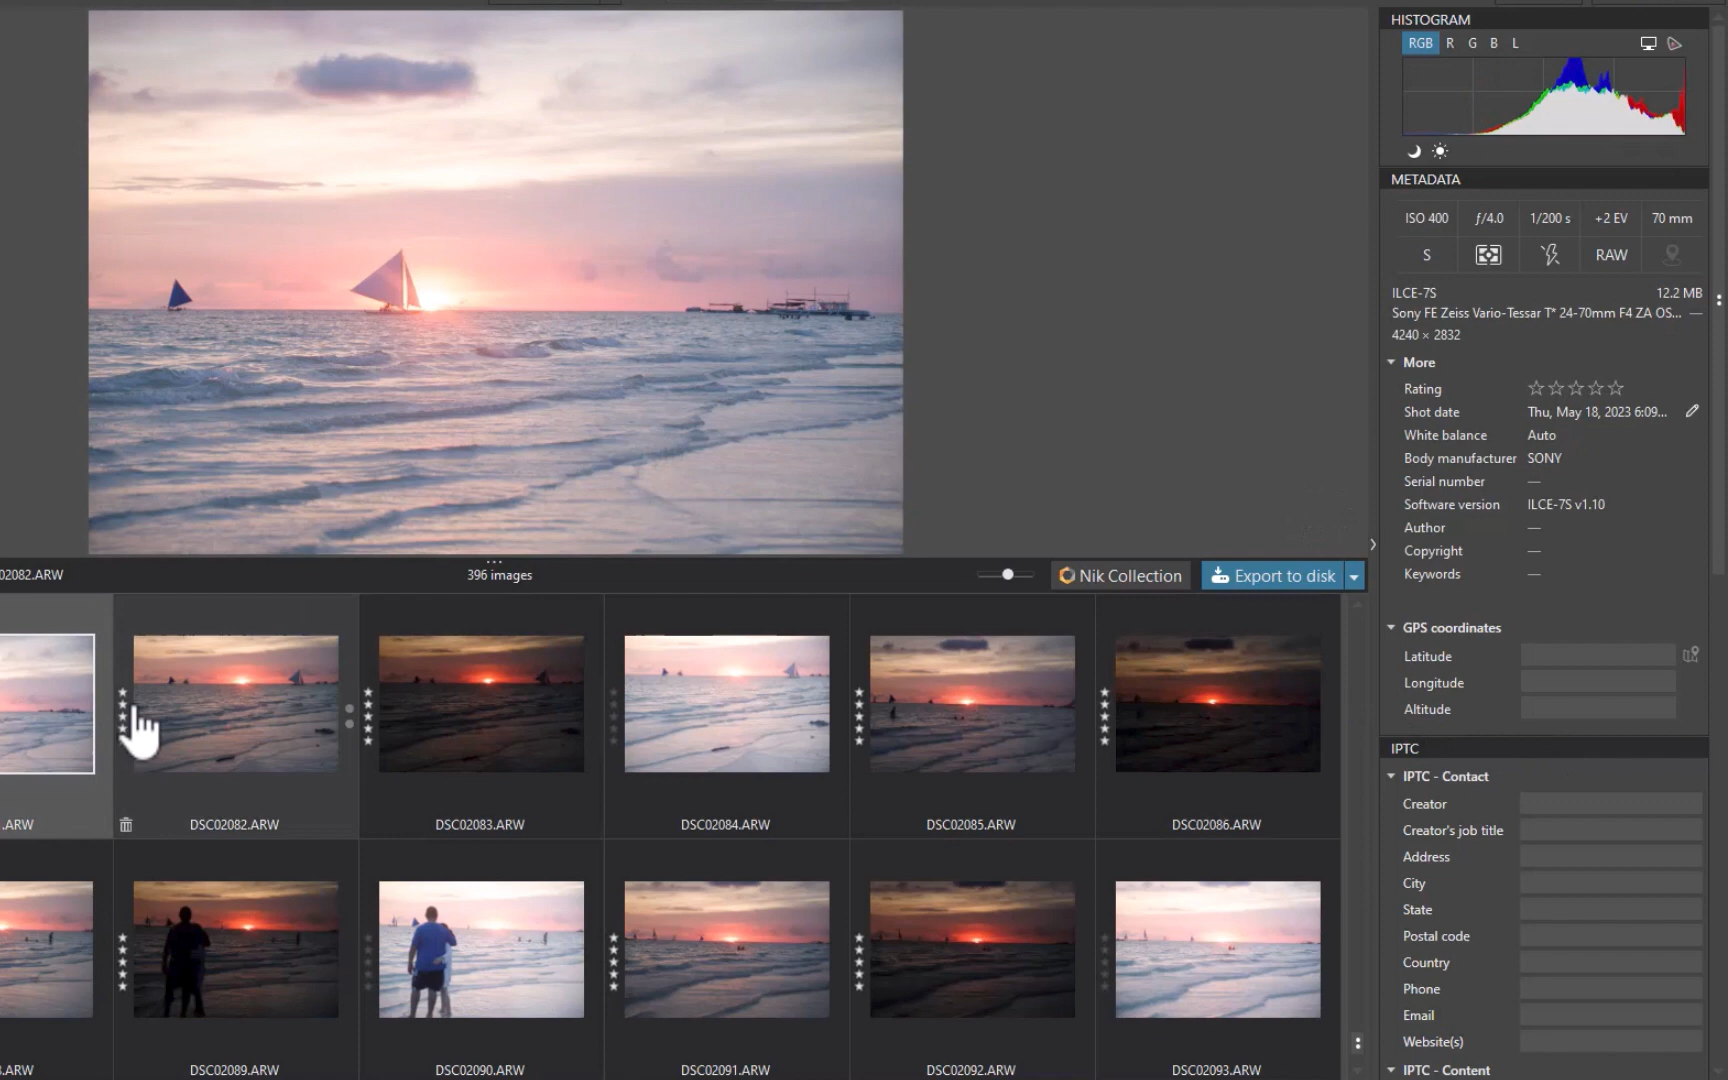 HISTOGRAM
RGB R G B L
METADATA
ISO 400 ƒ/4.0 1/200 s +2 EV 70 mm
S RAW
ILCE-7S 12.2 MB
Sony FE Zeiss Vario-Tessar T* 24-70mm F4 ZA OS... —
4240 × 2832
More
Rating
Shot date Thu, May 18, 2023 6:09...
White balance Auto
Body manufacturer SONY
Serial number —
Software version ILCE-7S v1.10
Author —
Copyright —
Keywords —
GPS coordinates
Latitude
Longitude
Altitude
IPTC
IPTC - Contact
Creator
Creator's job title
Address
City
State
Postal code
Country
Phone
Email
Website(s)
IPTC - Content
02082.ARW 396 images Nik Collection Export to disk
.ARW DSC02082.ARW DSC02083.ARW DSC02084.ARW DSC02085.ARW DSC02086.ARW
.ARW DSC02089.ARW DSC02090.ARW DSC02091.ARW DSC02092.ARW DSC02093.ARW